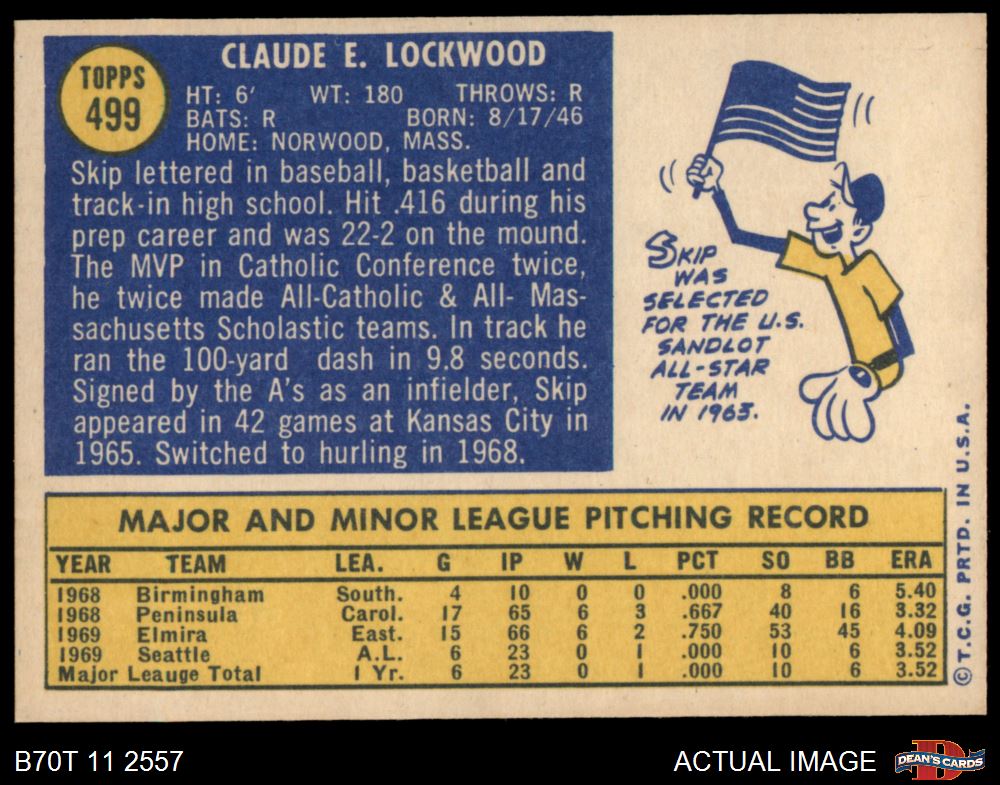 TOPPS
499
CLAUDE E. LOCKWOOD
HT: 6' WT: 180 THROWS: R
BATS: R BORN: 8/17/46
HOME: NORWOOD, MASS.
Skip lettered in baseball, basketball and
track-in high school. Hit .416 during his
prep career and was 22-2 on the mound.
The MVP in Catholic Conference twice,
he twice made All-Catholic & All- Mas-
sachusetts Scholastic teams. In track he
ran the 100-yard dash in 9.8 seconds.
Signed by the A's as an infielder, Skip
appeared in 42 games at Kansas City in
1965. Switched to hurling in 1968.
SKIP
WAS
SELECTED
FOR THE U.S.
SANDLOT
ALL-STAR
TEAM
IN 1963.
MAJOR AND MINOR LEAGUE PITCHING RECORD
YEAR TEAM LEA. G IP W L PCT SO BB ERA
1968 Birmingham South. 4 10 0 0 .000 8 6 5.40
1968 Peninsula Carol. 17 65 6 3 .667 40 16 3.32
1969 Elmira East. 15 66 6 2 .750 53 45 4.09
1969 Seattle A.L. 6 23 0 1 .000 10 6 3.52
Major Leauge Total 1 Yr. 6 23 0 1 .000 10 6 3.52
©T.C.G. PRTD. IN U.S.A.
B70T 11 2557
ACTUAL IMAGE
D
DEAN'S CARDS